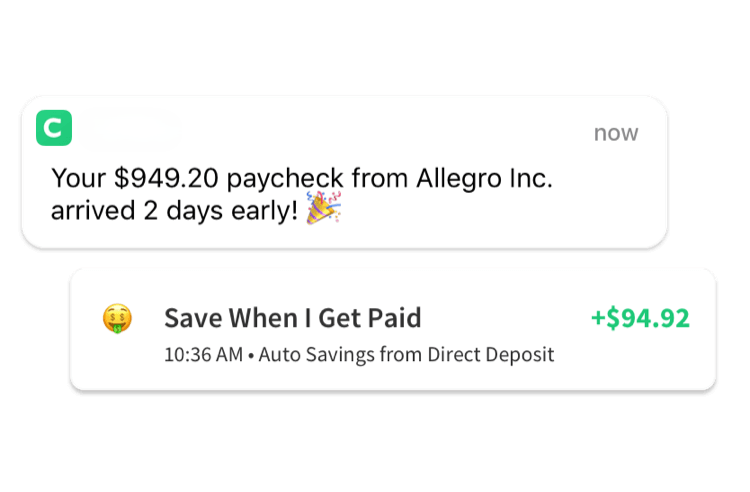 C
now
Your $949.20 paycheck from Allegro Inc.
arrived 2 days early! 🎉
Save When I Get Paid
+$94.92
10:36 AM • Auto Savings from Direct Deposit